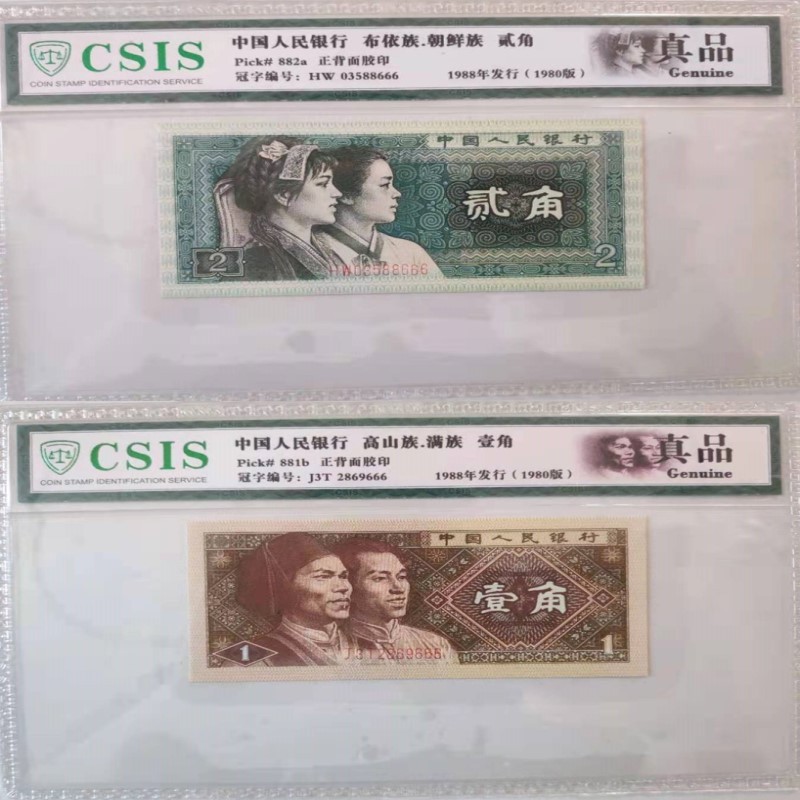 CSIS
COIN STAMP IDENTIFICATION SERVICE
中国人民银行 布依族.朝鲜族 贰角
Pick# 882a 正背面胶印
冠字编号: HW 03588666 1988年发行(1980版)
真品
Genuine
中国人民银行
贰角
2
2
HW03588666
CSIS
COIN STAMP IDENTIFICATION SERVICE
中国人民银行 高山族.满族 壹角
Pick# 881b 正背面胶印
冠字编号: J3T 2869666 1988年发行(1980版)
真品
Genuine
中国人民银行
壹角
1
1
J3T2869666